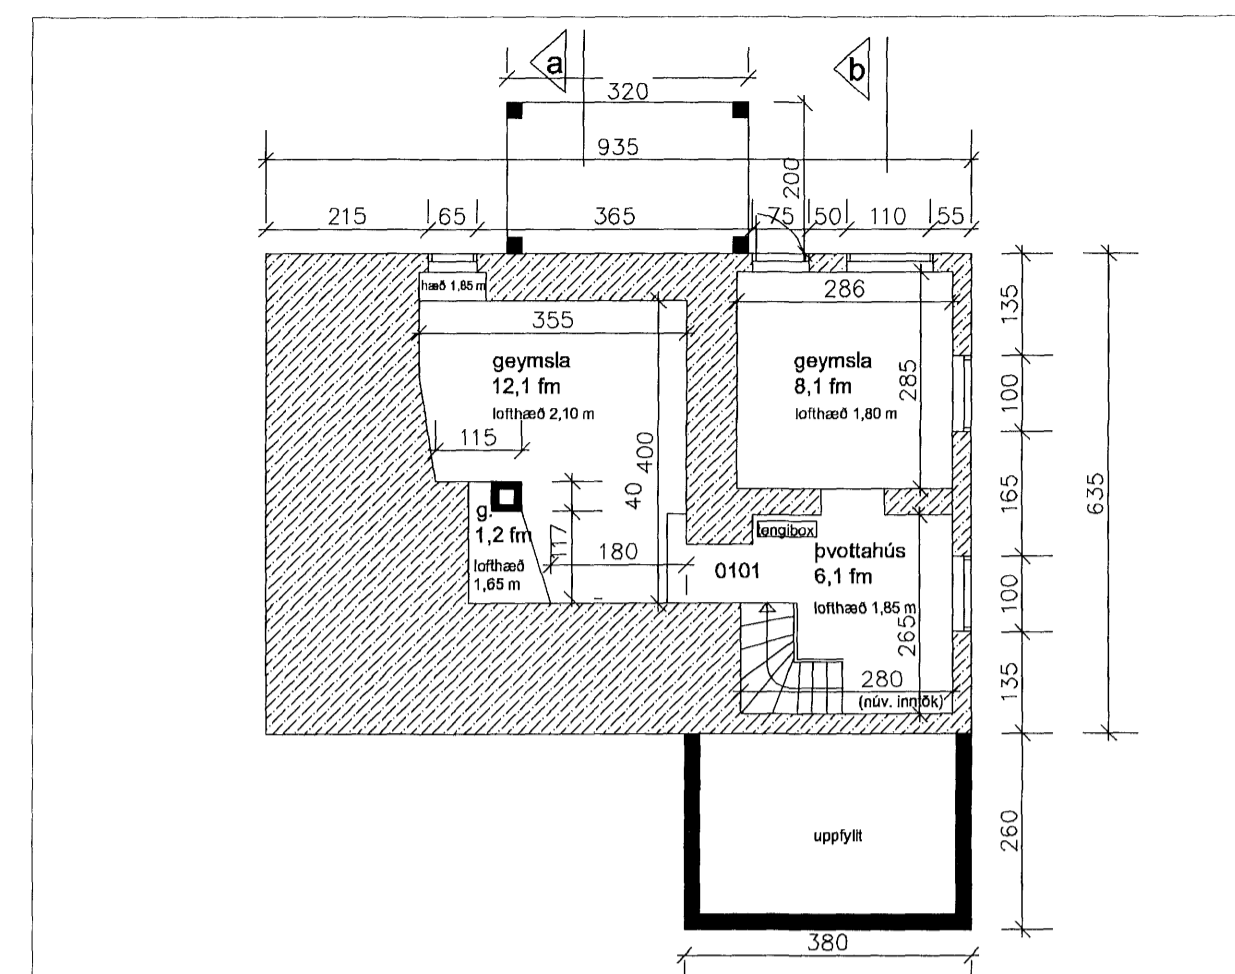 a
b
320
935
200
215
65
365
75
50
110
55
hæð 1,85 m
286
355
135
geymsla
12,1 fm
lofthæð 2,10 m
geymsla
8,1 fm
lofthæð 1,80 m
285
100
115
400
40
165
635
g.
1,2 fm
lofthæð
1,65 m
117
180
tengibox
0101
þvottahús
6,1 fm
lofthæð 1,85 m
265
100
280
(núv. inntök)
135
uppfyllt
260
380